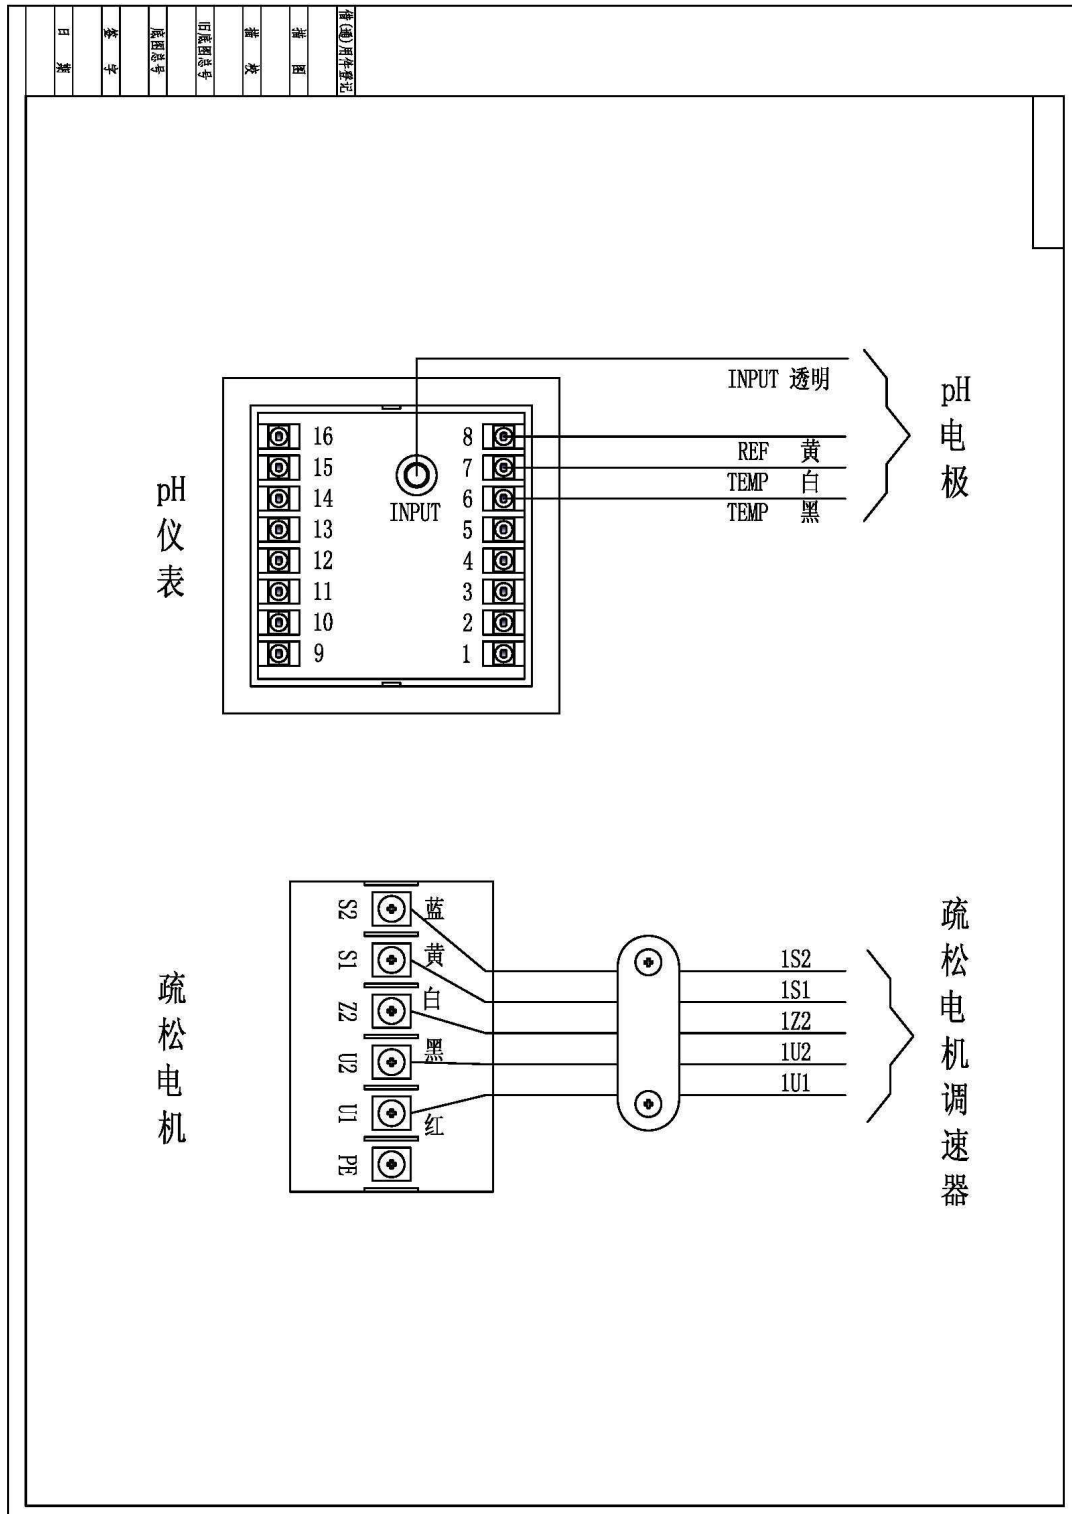 借(通)用件登记
描 图
描 校
旧底图总号
底图总号
签 字
日 期
INPUT 透明
REF 黄
TEMP 白
TEMP 黑
pH电极
pH仪表
16
15
14
13
12
11
10
9
INPUT
8
7
6
5
4
3
2
1
疏松电机
S2 蓝
S1 黄
Z2 白
U2 黑
U1 红
PE
1S2
1S1
1Z2
1U2
1U1
疏松电机调速器